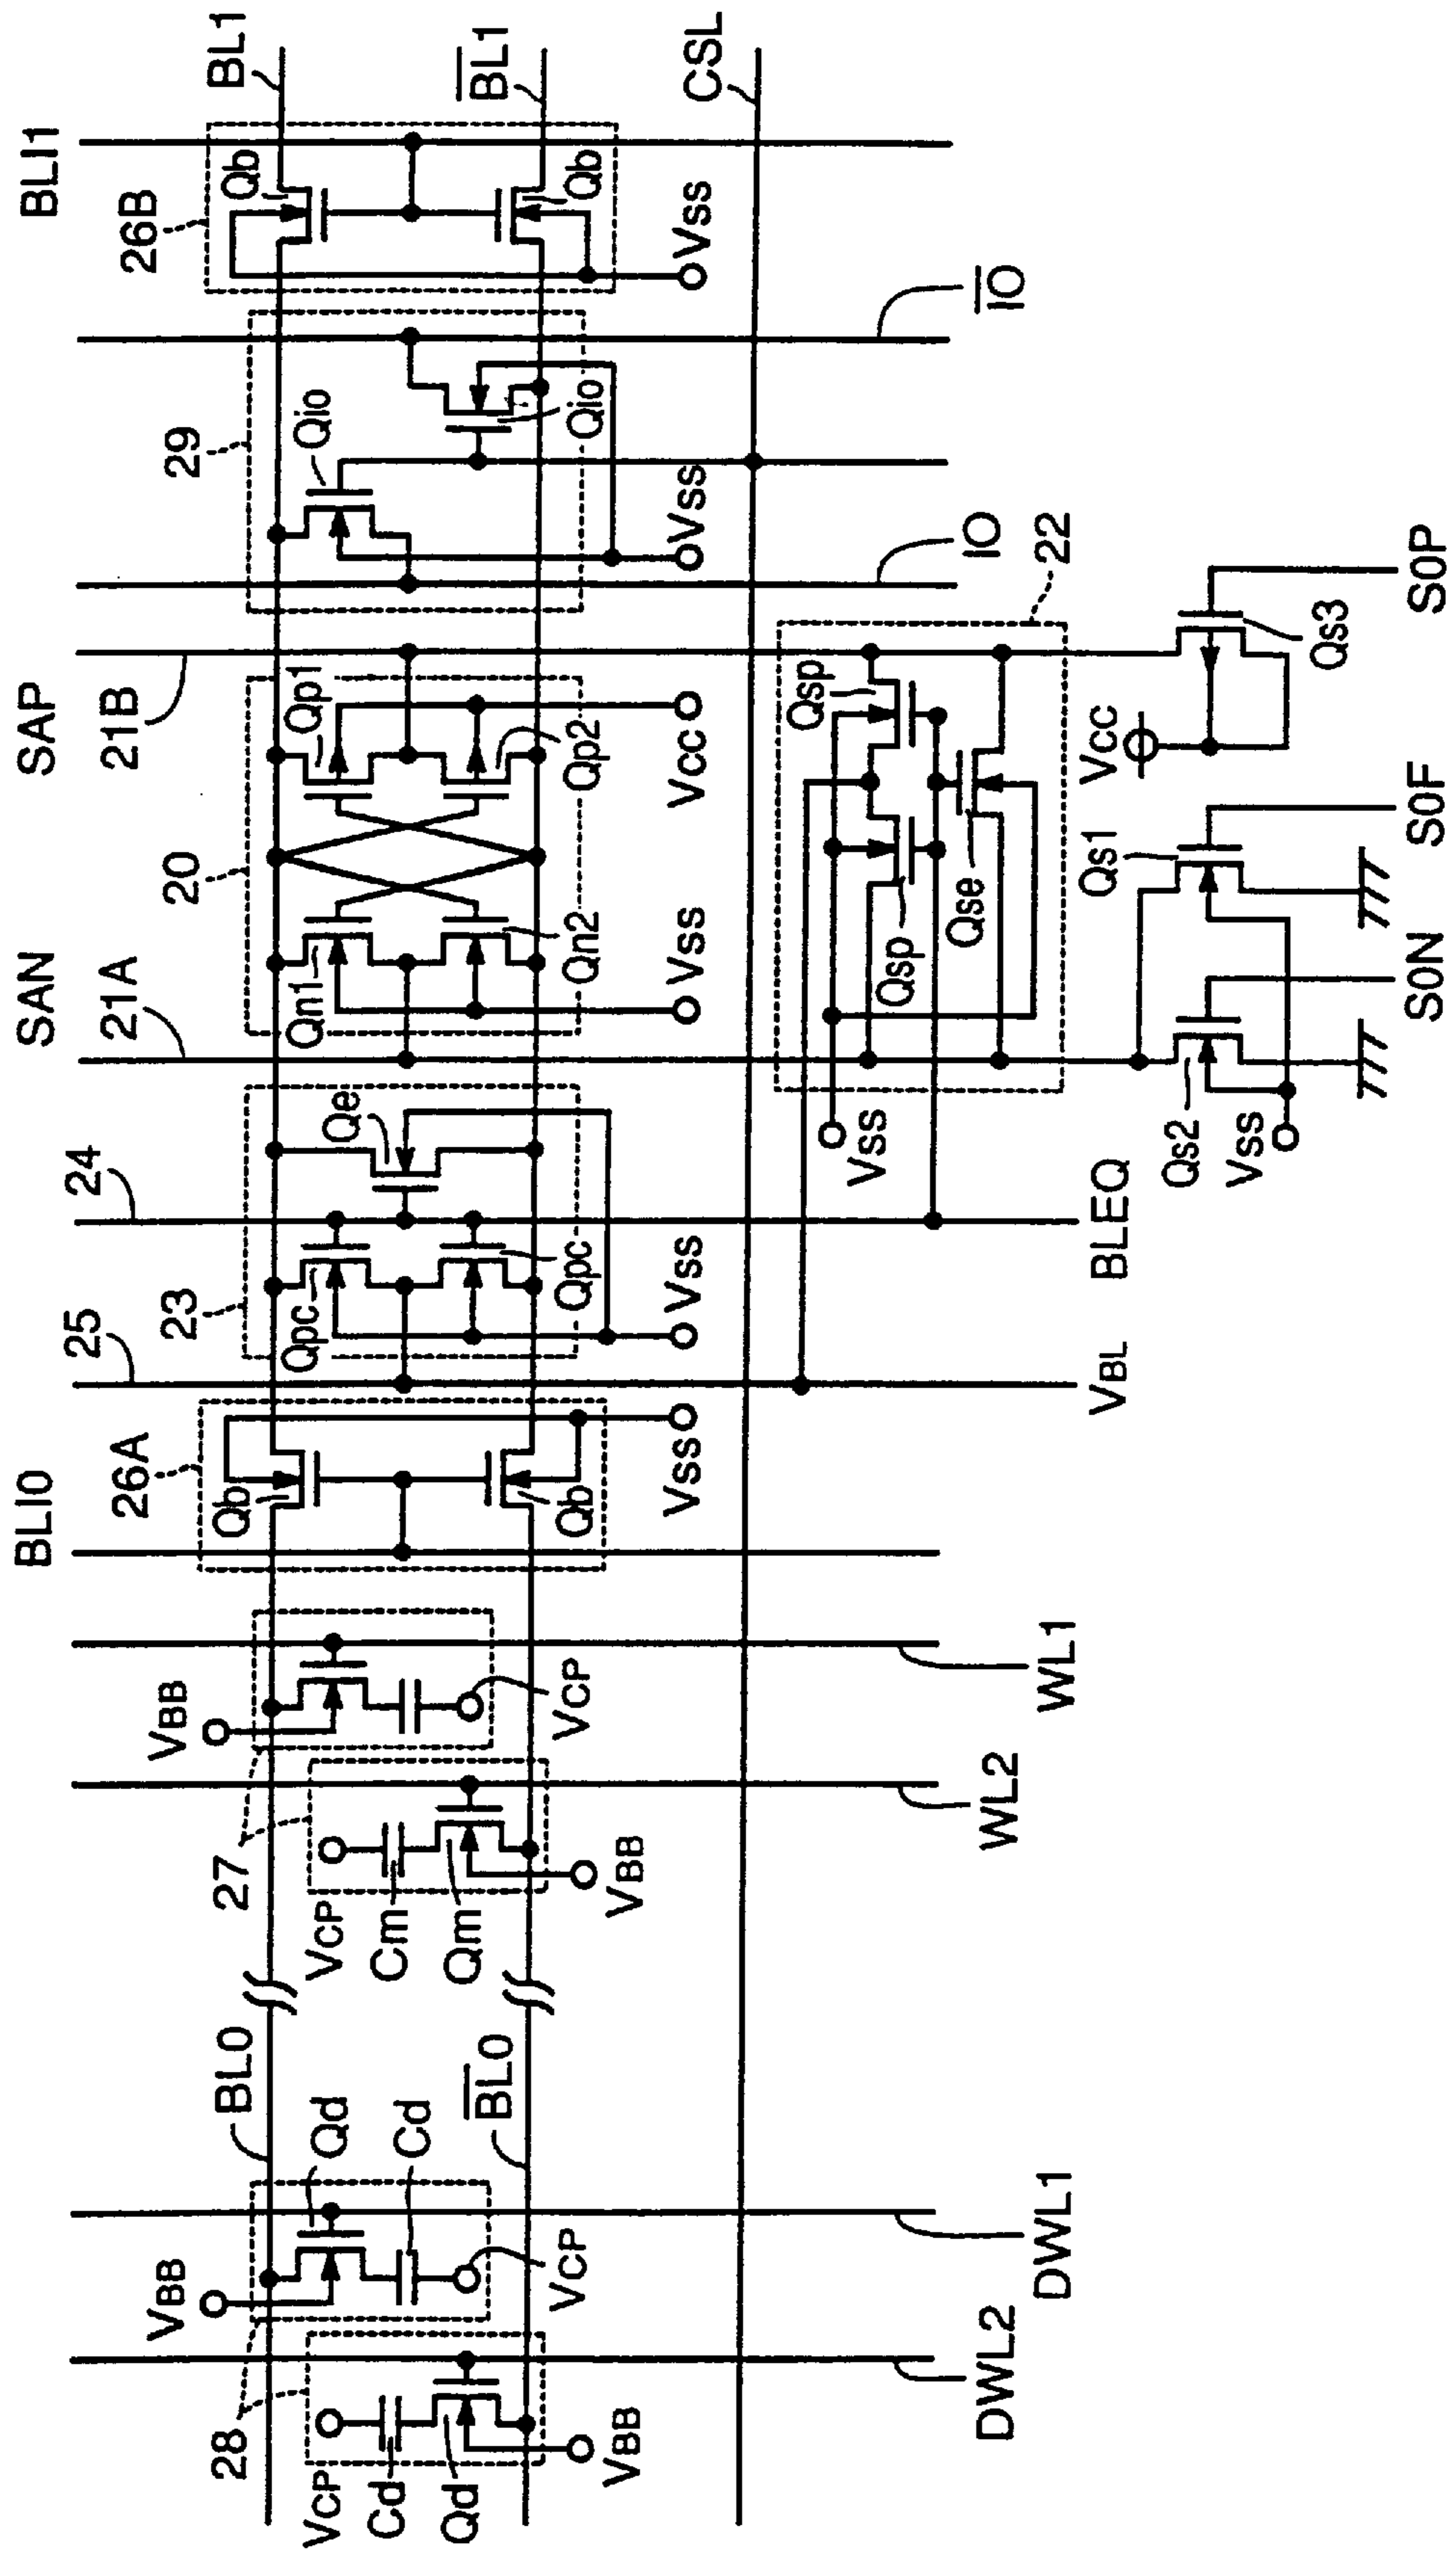 BLI0
BLI1
SAN
SAP
21A
21B
24
25
26A
26B
23
20
29
27
28
Qb
Qb
Vss
Qpc
Qpc
Qe
Vss
Qn1
Qn2
Vss
Qp1
Qp2
Vcc
Qio
Qio
Vss
Qb
Qb
Vss
BL1
B̅L̅1
CSL
IO
I̅O̅
VBB
VCP
VCP
Cm
Qm
VBB
BL0
B̅L̅0
VBB
Qd
Cd
VCP
VCP
Cd
Qd
VBB
DWL2
DWL1
WL2
WL1
VBL
BLEQ
Vss
Qsp
Qsp
Qse
22
Qs2
Vss
Qs1
Vcc
Qs3
S0N
S0F
S0P